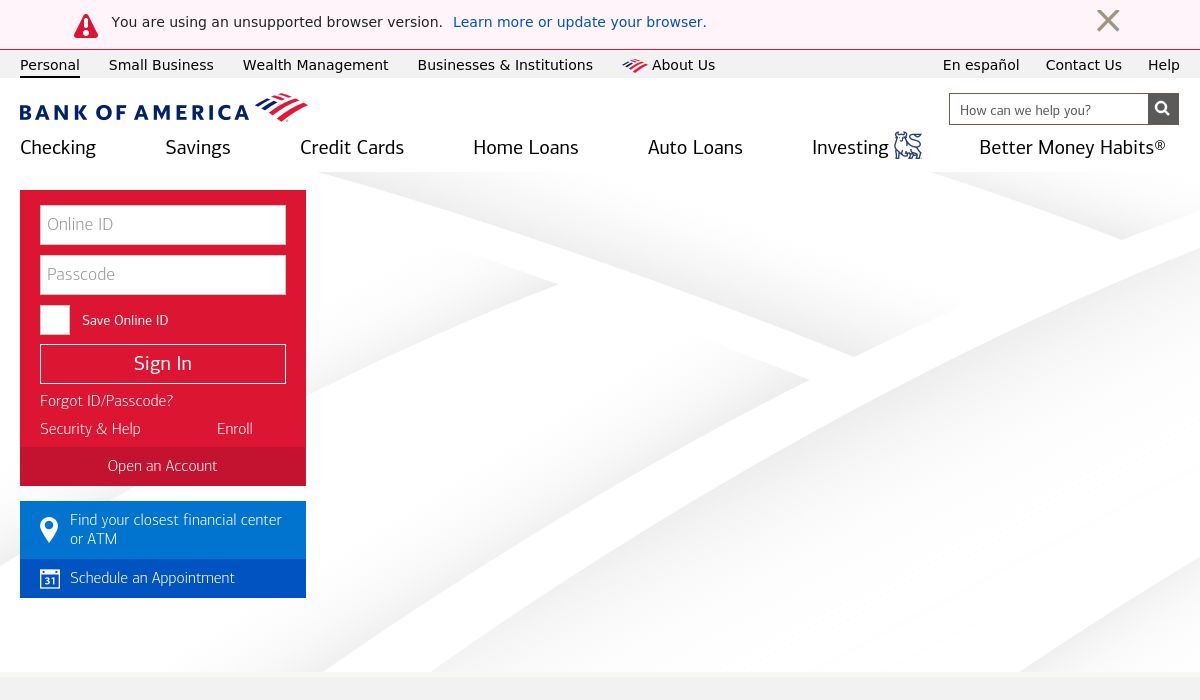 You are using an unsupported browser version. Learn more or update your browser.
Personal Small Business Wealth Management Businesses & Institutions About Us En español Contact Us Help
BANK OF AMERICA
How can we help you?
Checking Savings Credit Cards Home Loans Auto Loans Investing Better Money Habits®
Online ID
Passcode
Save Online ID
Sign In
Forgot ID/Passcode?
Security & Help Enroll
Open an Account
Find your closest financial center
or ATM
31 Schedule an Appointment